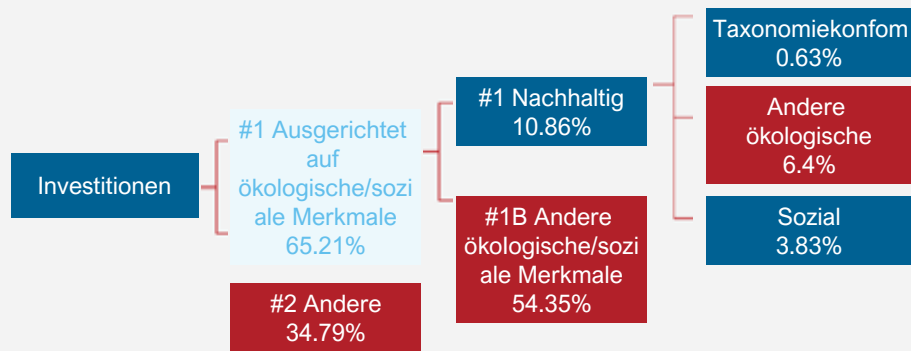 Investitionen
#1 Ausgerichtet
auf
ökologische/sozi
ale Merkmale
65.21%
#2 Andere
34.79%
#1 Nachhaltig
10.86%
#1B Andere
ökologische/sozi
ale Merkmale
54.35%
Taxonomiekonfom
0.63%
Andere
ökologische
6.4%
Sozial
3.83%